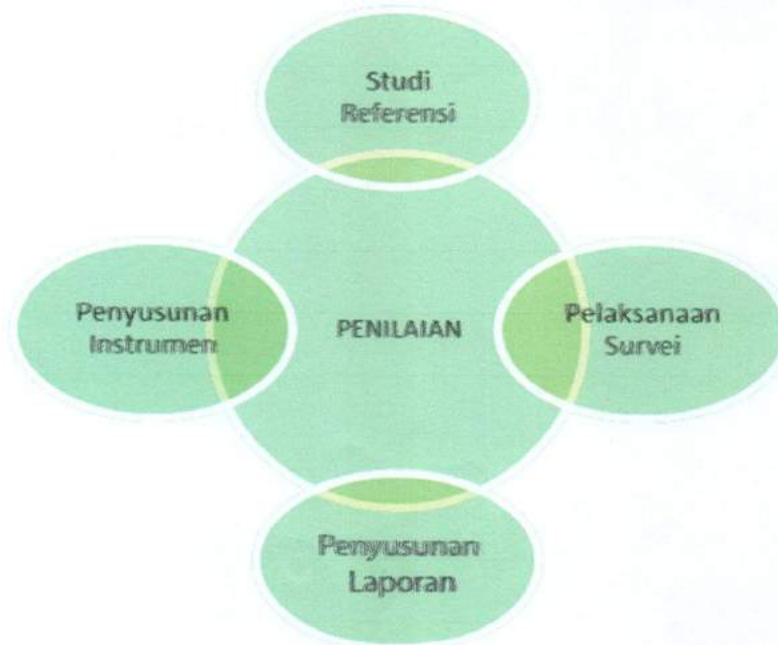 Studi
Referensi
Penyusunan
Instrumen
PENILAIAN
Pelaksanaan
Survei
Penyusunan
Laporan